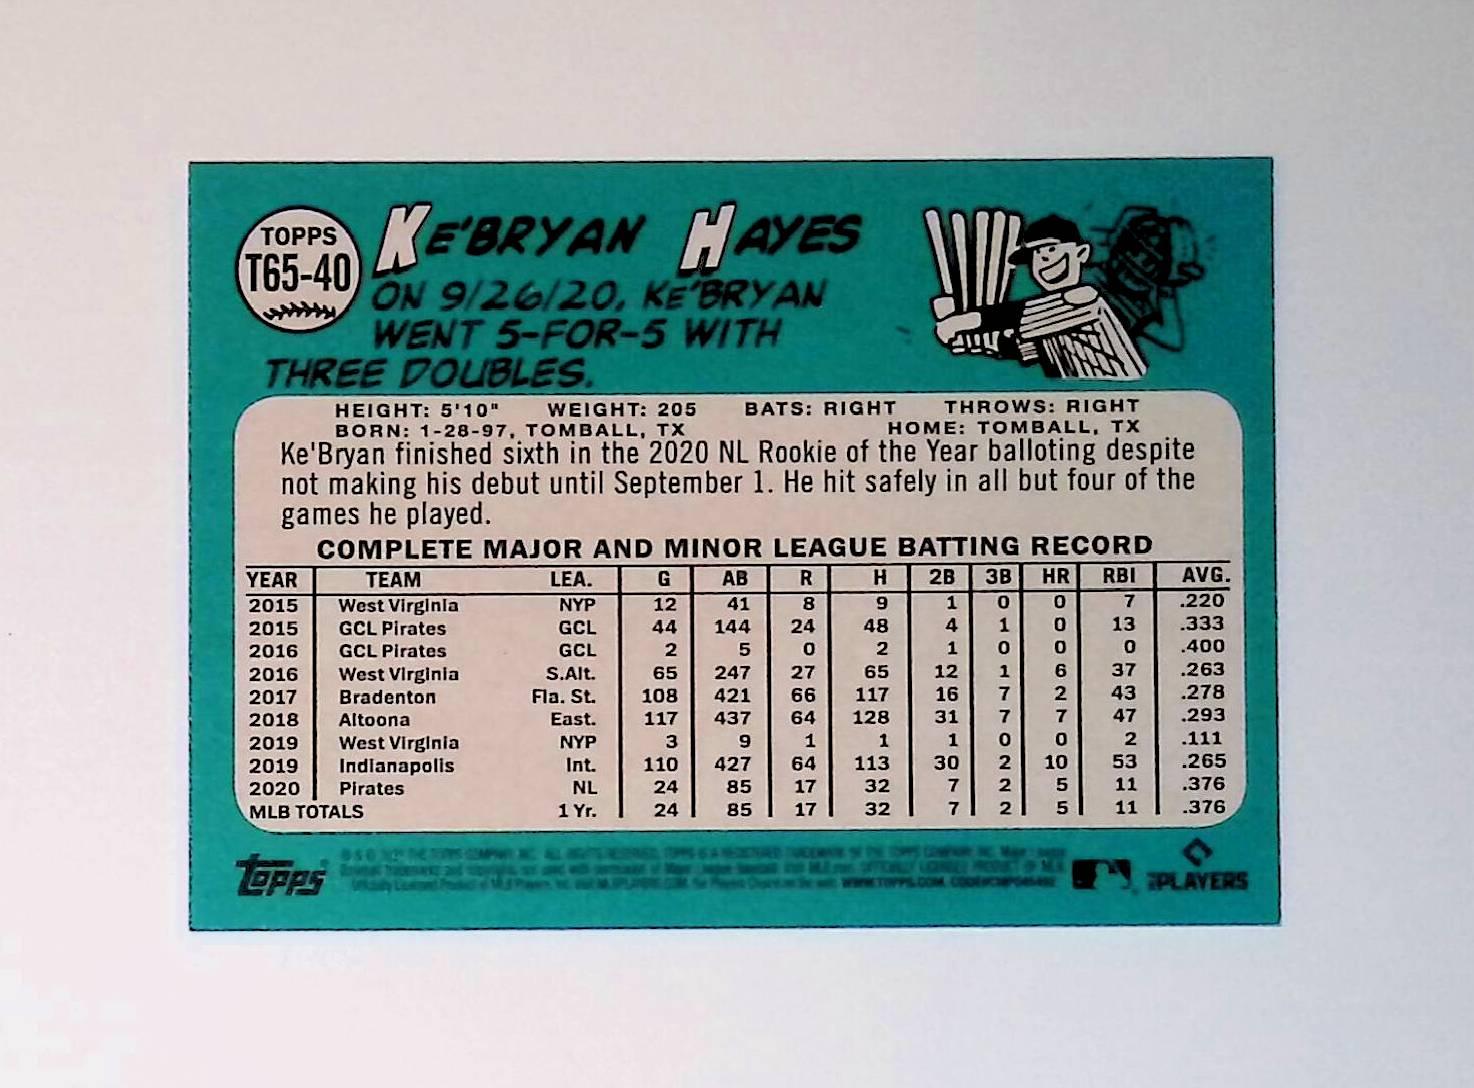 TOPPS
T65-40
KE'BRYAN HAYES
ON 9/26/20, KE'BRYAN
WENT 5-FOR-5 WITH
THREE DOUBLES.
HEIGHT: 5'10" WEIGHT: 205 BATS: RIGHT THROWS: RIGHT
BORN: 1-28-97, TOMBALL, TX HOME: TOMBALL, TX
Ke'Bryan finished sixth in the 2020 NL Rookie of the Year balloting despite
not making his debut until September 1. He hit safely in all but four of the
games he played.
COMPLETE MAJOR AND MINOR LEAGUE BATTING RECORD
YEAR TEAM LEA. G AB R H 2B 3B HR RBI AVG.
2015 West Virginia NYP 12 41 8 9 1 0 0 7 .220
2015 GCL Pirates GCL 44 144 24 48 4 1 0 13 .333
2016 GCL Pirates GCL 2 5 0 2 1 0 0 0 .400
2016 West Virginia S.Alt. 65 247 27 65 12 1 6 37 .263
2017 Bradenton Fla. St. 108 421 66 117 16 7 2 43 .278
2018 Altoona East. 117 437 64 128 31 7 7 47 .293
2019 West Virginia NYP 3 9 1 1 1 0 0 2 .111
2019 Indianapolis Int. 110 427 64 113 30 2 10 53 .265
2020 Pirates NL 24 85 17 32 7 2 5 11 .376
MLB TOTALS 1 Yr. 24 85 17 32 7 2 5 11 .376
TOPPS
WWW.TOPPS.COM
PLAYERS